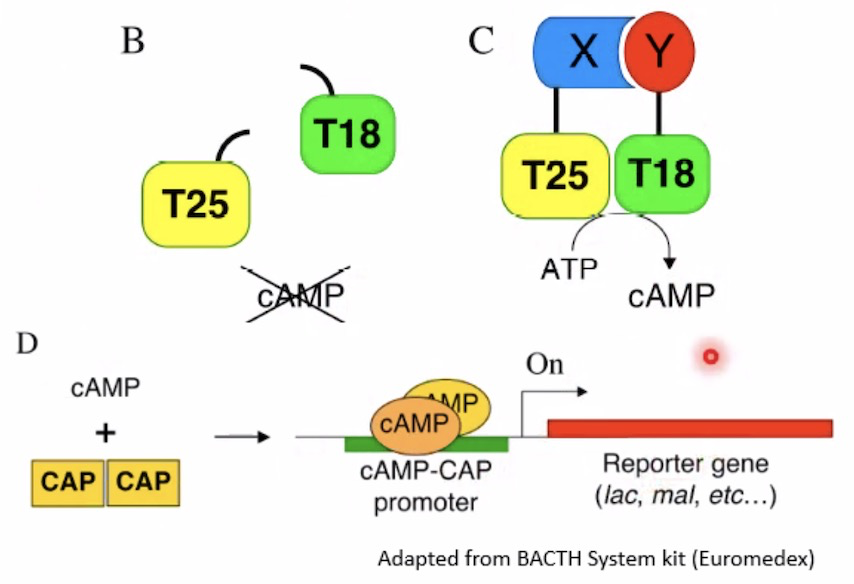 B
T25
T18
cAMP
C
X Y
T25 T18
ATP
cAMP
D
cAMP
+
CAP CAP
AMP
cAMP
cAMP-CAP
promoter
On
Reporter gene
(lac, mal, etc...)
Adapted from BACTH System kit (Euromedex)